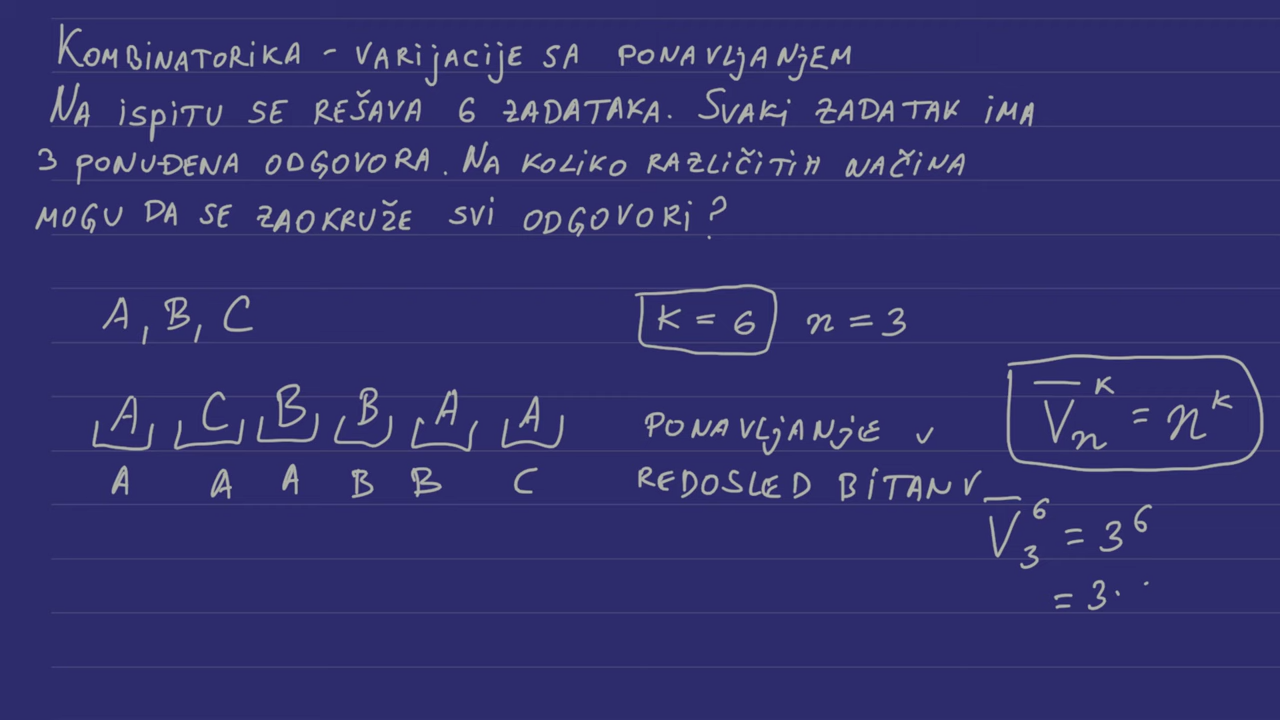 KOMBINATORIKA - VARIJACIJE SA PONAVLJANJEM
NA ISPITU SE REŠAVA 6 ZADATAKA. SVAKI ZADATAK IMA
3 PONUĐENA ODGOVORA. NA KOLIKO RAZLIČITIH NAČINA
MOGU DA SE ZAOKRUŽE SVI ODGOVORI?
A, B, C
K = 6 n = 3
A C B B A A
A A A B B C
PONAVLJANJE ✓
REDOSLED BITAN ✓
V̅ₙᴷ = nᴷ
V̅₃⁶ = 3⁶
= 3·